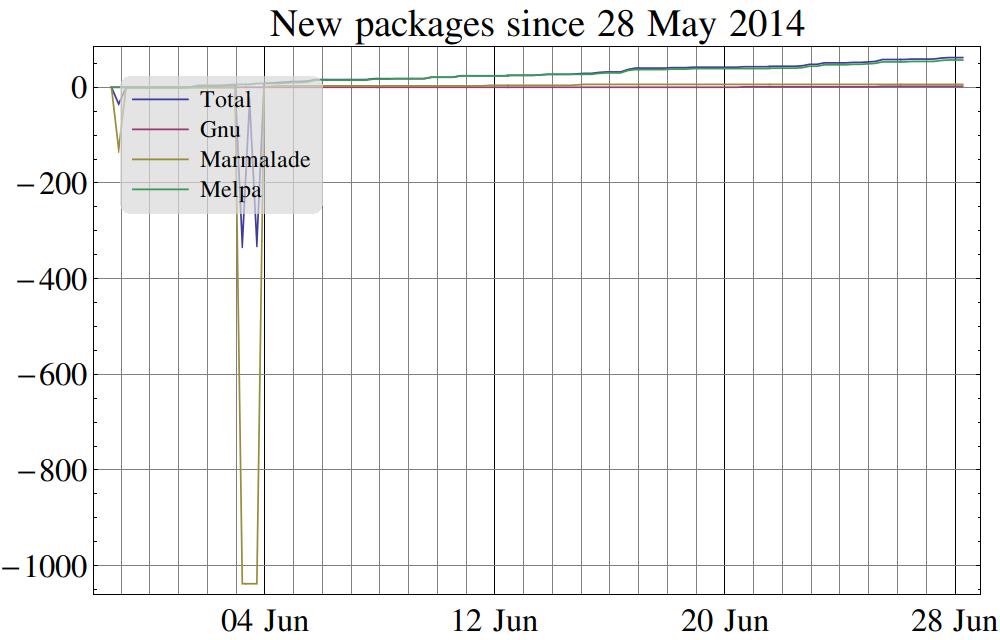 New packages since 28 May 2014
0
−200
−400
−600
−800
−1000
Total
Gnu
Marmalade
Melpa
04 Jun 12 Jun 20 Jun 28 Jun